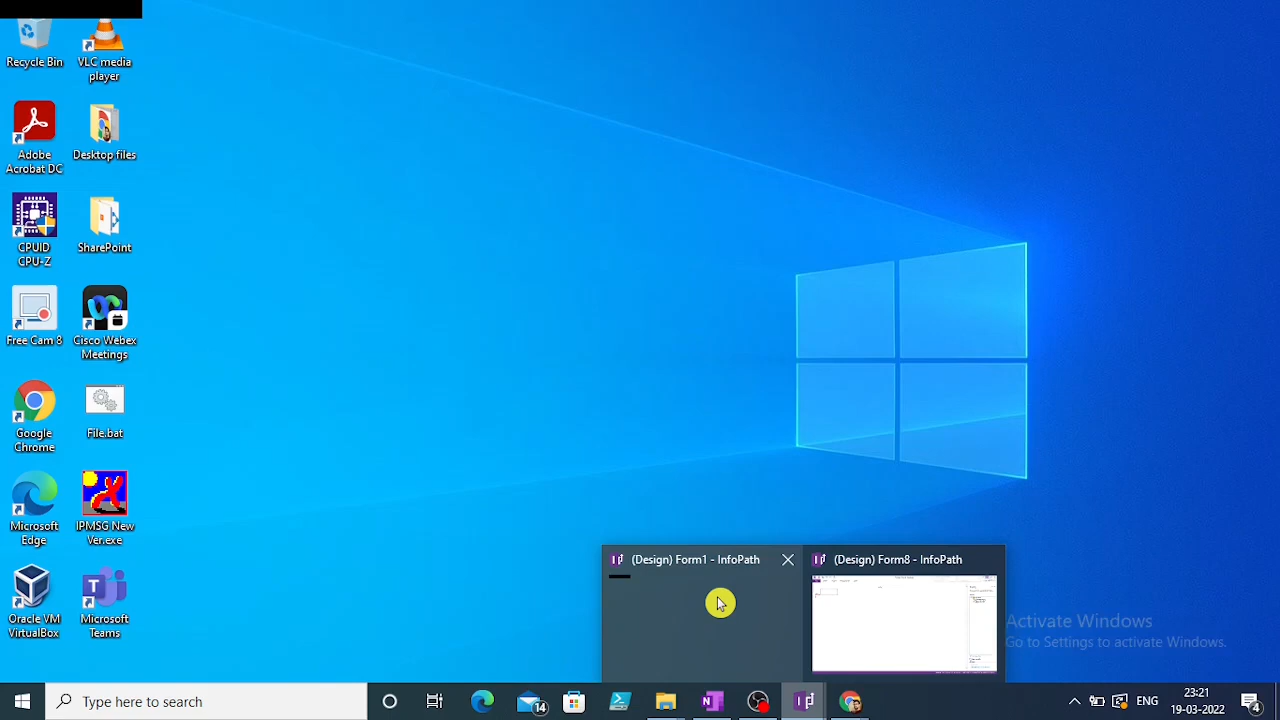 Recycle Bin
VLC media
player
Adobe
Acrobat DC
Desktop files
CPUID
CPU-Z
SharePoint
Free Cam 8
Cisco Webex
Meetings
Google
Chrome
File.bat
Microsoft
Edge
IPMSG New
Ver.exe
Oracle VM
VirtualBox
Microsoft
Teams
(Design) Form1 - InfoPath
(Design) Form8 - InfoPath
Activate Windows
Go to Settings to activate Windows.
Type here to search
14
ENG
23:21
19-03-2022
4